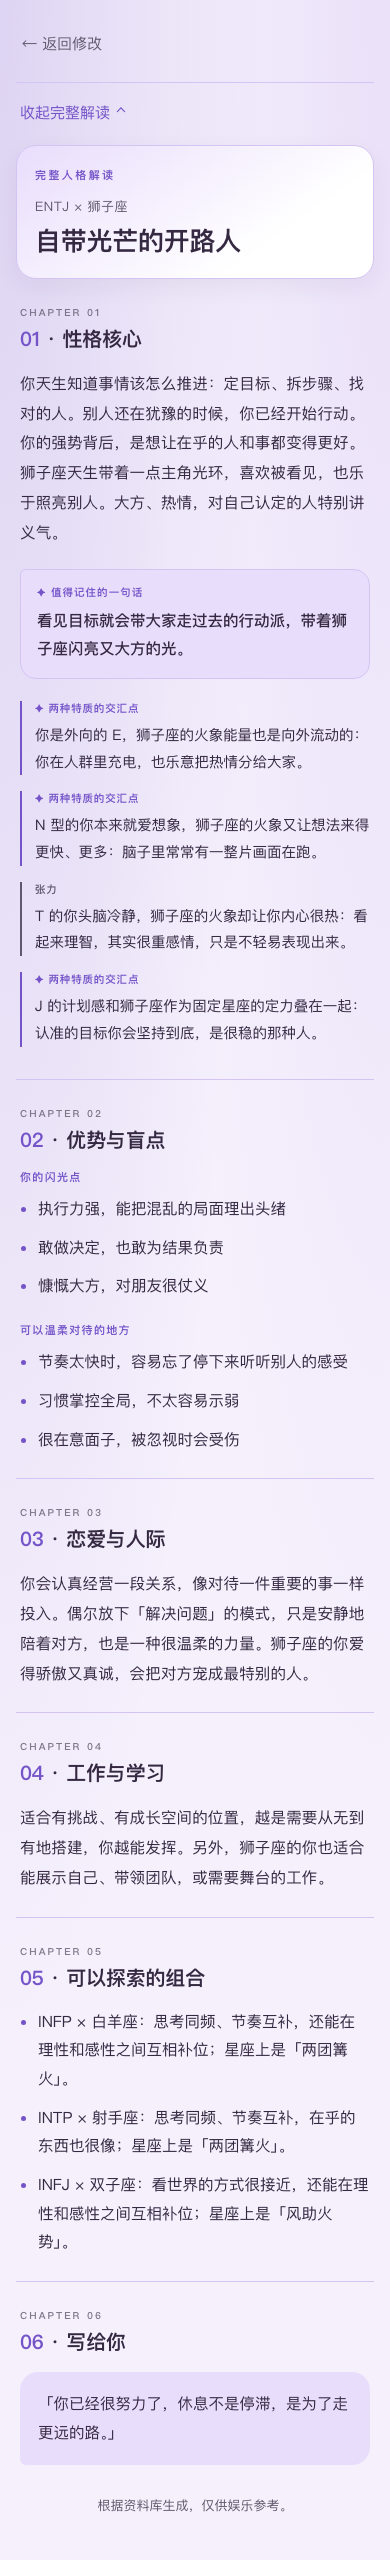 ← 返回修改
收起完整解读 ^
完整人格解读
ENTJ × 狮子座
自带光芒的开路人
CHAPTER 01
01 · 性格核心
你天生知道事情该怎么推进：定目标、拆步骤、找
对的人。别人还在犹豫的时候，你已经开始行动。
你的强势背后，是想让在乎的人和事都变得更好。
狮子座天生带着一点主角光环，喜欢被看见，也乐
于照亮别人。大方、热情，对自己认定的人特别讲
义气。
✦ 值得记住的一句话
看见目标就会带大家走过去的行动派，带着狮
子座闪亮又大方的光。
✦ 两种特质的交汇点
你是外向的 E，狮子座的火象能量也是向外流动的：
你在人群里充电，也乐意把热情分给大家。
✦ 两种特质的交汇点
N 型的你本来就爱想象，狮子座的火象又让想法来得
更快、更多：脑子里常常有一整片画面在跑。
张力
T 的你头脑冷静，狮子座的火象却让你内心很热：看
起来理智，其实很重感情，只是不轻易表现出来。
✦ 两种特质的交汇点
J 的计划感和狮子座作为固定星座的定力叠在一起：
认准的目标你会坚持到底，是很稳的那种人。
CHAPTER 02
02 · 优势与盲点
你的闪光点
• 执行力强，能把混乱的局面理出头绪
• 敢做决定，也敢为结果负责
• 慷慨大方，对朋友很仗义
可以温柔对待的地方
• 节奏太快时，容易忘了停下来听听别人的感受
• 习惯掌控全局，不太容易示弱
• 很在意面子，被忽视时会受伤
CHAPTER 03
03 · 恋爱与人际
你会认真经营一段关系，像对待一件重要的事一样
投入。偶尔放下「解决问题」的模式，只是安静地
陪着对方，也是一种很温柔的力量。狮子座的你爱
得骄傲又真诚，会把对方宠成最特别的人。
CHAPTER 04
04 · 工作与学习
适合有挑战、有成长空间的位置，越是需要从无到
有地搭建，你越能发挥。另外，狮子座的你也适合
能展示自己、带领团队，或需要舞台的工作。
CHAPTER 05
05 · 可以探索的组合
• INFP × 白羊座：思考同频、节奏互补，还能在
理性和感性之间互相补位；星座上是「两团篝
火」。
• INTP × 射手座：思考同频、节奏互补，在乎的
东西也很像；星座上是「两团篝火」。
• INFJ × 双子座：看世界的方式很接近，还能在理
性和感性之间互相补位；星座上是「风助火
势」。
CHAPTER 06
06 · 写给你
「你已经很努力了，休息不是停滞，是为了走
更远的路。」
根据资料库生成，仅供娱乐参考。